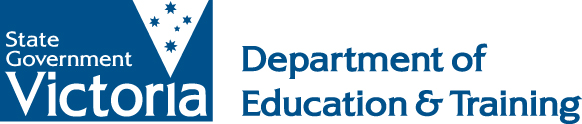 State
Government
Victoria
Department of
Education & Training